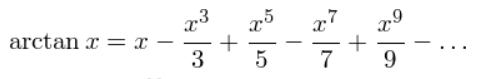 arctan x = x − x³/3 + x⁵/5 − x⁷/7 + x⁹/9 − …